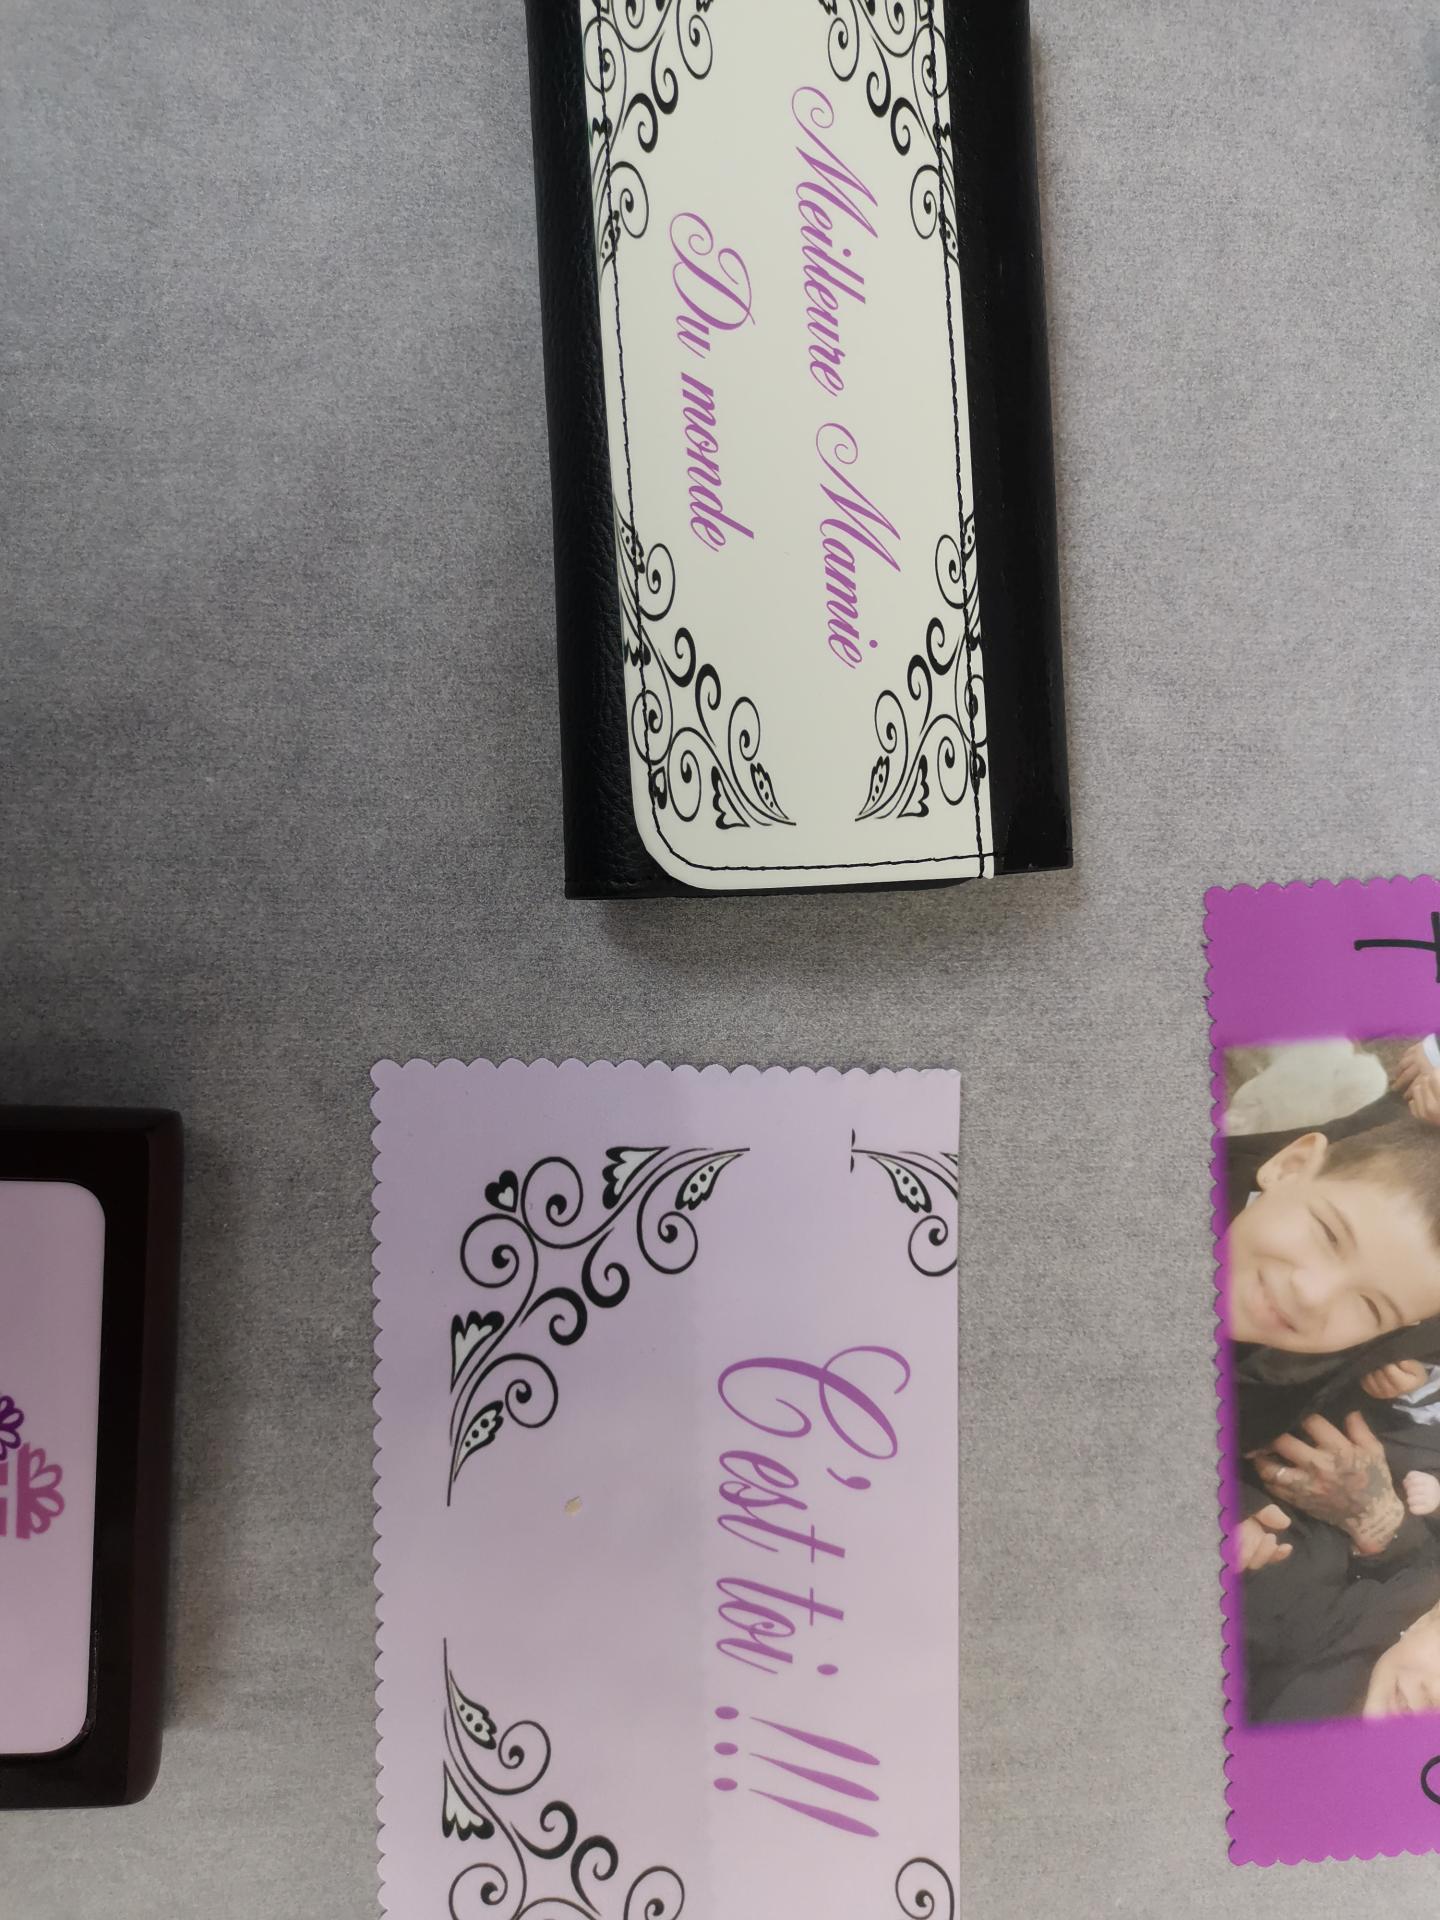 Meilleure Mamie
Du monde
C'est toi !!!